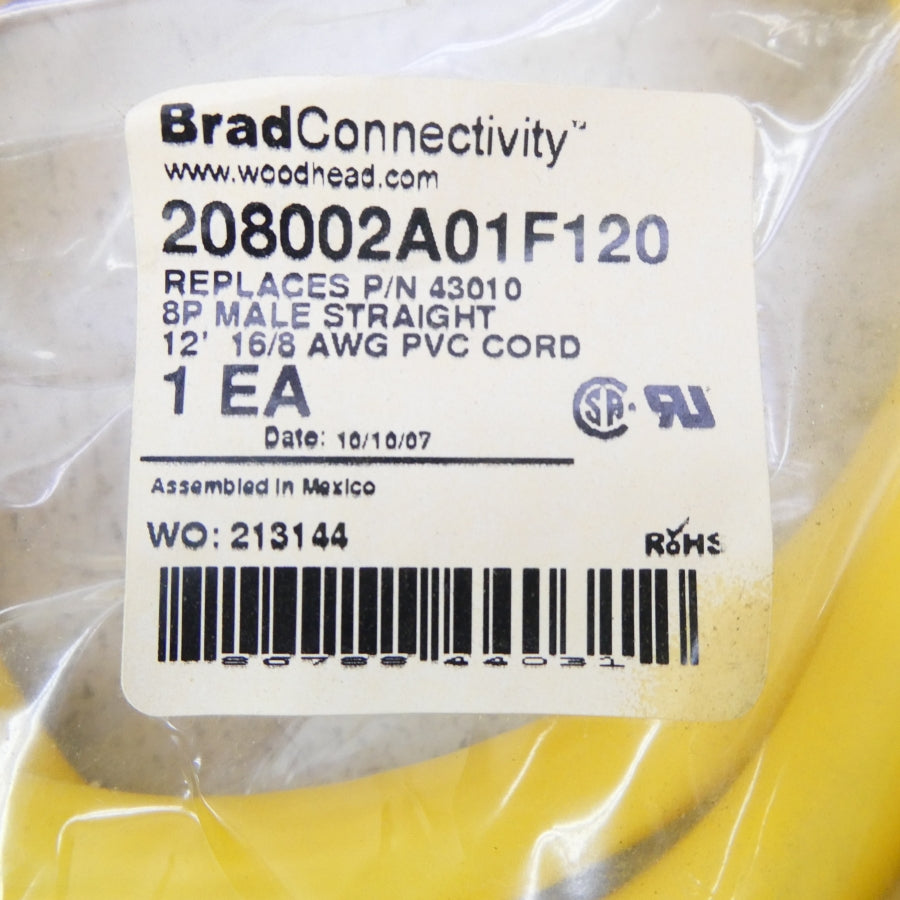 BradConnectivity™
www.woodhead.com
208002A01F120
REPLACES P/N 43010
8P MALE STRAIGHT
12' 16/8 AWG PVC CORD
1 EA
Date: 10/10/07
Assembled in Mexico
WO: 213144
RoHS